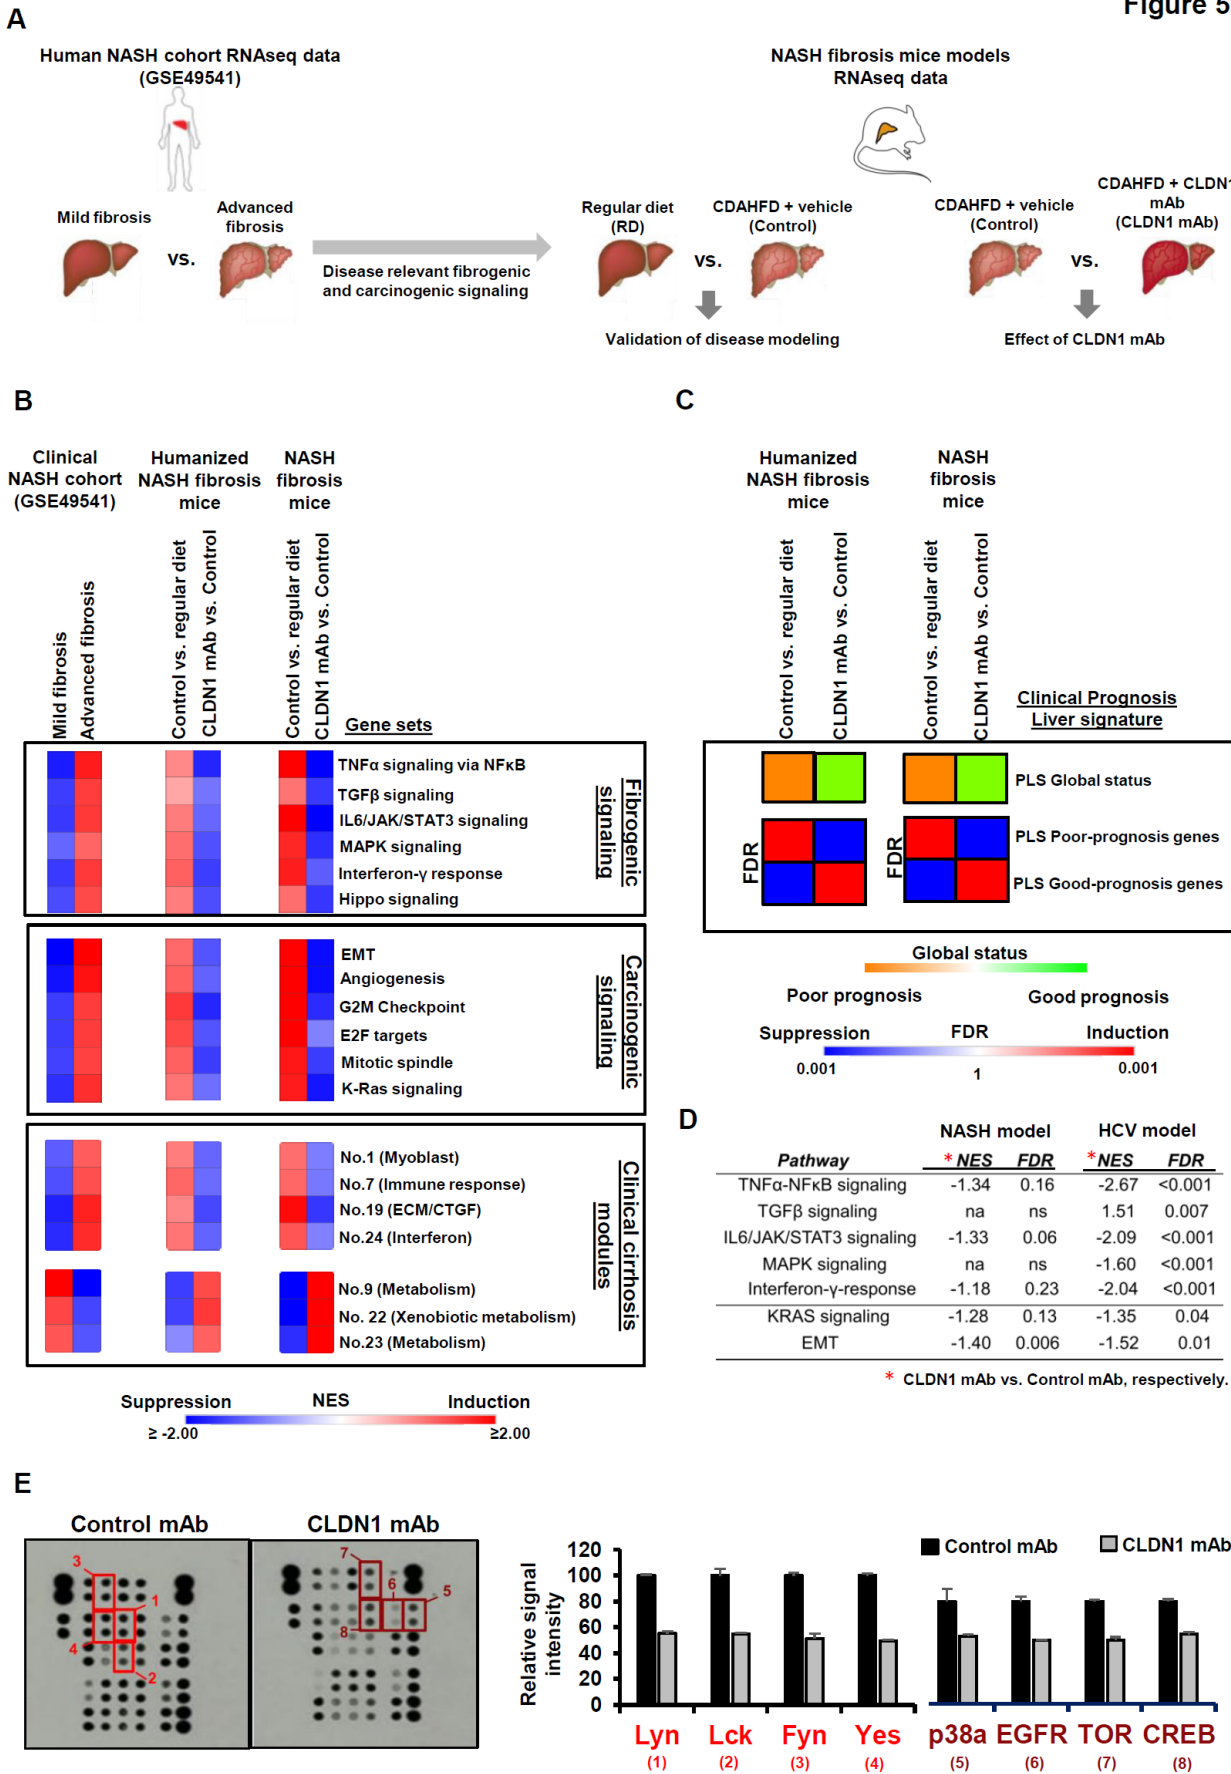 Figure 5
A
Human NASH cohort RNAseq data
(GSE49541)
NASH fibrosis mice models
RNAseq data
Mild fibrosis
vs.
Advanced
fibrosis
Disease relevant fibrogenic
and carcinogenic signaling
Regular diet
(RD)
vs.
CDAHFD + vehicle
(Control)
Validation of disease modeling
CDAHFD + vehicle
(Control)
vs.
CDAHFD + CLDN1
mAb
(CLDN1 mAb)
Effect of CLDN1 mAb
B
Clinical
NASH cohort
(GSE49541)
Humanized
NASH fibrosis
mice
NASH
fibrosis
mice
Mild fibrosis
Advanced fibrosis
Control vs. regular diet
CLDN1 mAb vs. Control
Control vs. regular diet
CLDN1 mAb vs. Control
Gene sets
TNFα signaling via NFκB
TGFβ signaling
IL6/JAK/STAT3 signaling
MAPK signaling
Interferon-γ response
Hippo signaling
Fibrogenic
signaling
EMT
Angiogenesis
G2M Checkpoint
E2F targets
Mitotic spindle
K-Ras signaling
Carcinogenic
signaling
No.1 (Myoblast)
No.7 (Immune response)
No.19 (ECM/CTGF)
No.24 (Interferon)
No.9 (Metabolism)
No. 22 (Xenobiotic metabolism)
No.23 (Metabolism)
Clinical cirrhosis
modules
Suppression NES Induction
≥ -2.00 ≥2.00
C
Humanized
NASH fibrosis
mice
NASH
fibrosis
mice
Control vs. regular diet
CLDN1 mAb vs. Control
Control vs. regular diet
CLDN1 mAb vs. Control
Clinical Prognosis
Liver signature
PLS Global status
FDR
FDR
PLS Poor-prognosis genes
PLS Good-prognosis genes
Global status
Poor prognosis Good prognosis
Suppression FDR Induction
0.001 1 0.001
D
NASH model HCV model
Pathway *NES FDR *NES FDR
TNFα-NFκB signaling -1.34 0.16 -2.67 <0.001
TGFβ signaling na ns 1.51 0.007
IL6/JAK/STAT3 signaling -1.33 0.06 -2.09 <0.001
MAPK signaling na ns -1.60 <0.001
Interferon-γ-response -1.18 0.23 -2.04 <0.001
KRAS signaling -1.28 0.13 -1.35 0.04
EMT -1.40 0.006 -1.52 0.01
* CLDN1 mAb vs. Control mAb, respectively.
E
Control mAb
3
1
4
2
CLDN1 mAb
7
6
5
8
Relative signal
intensity
120
100
80
60
40
20
0
Control mAb CLDN1 mAb
Lyn Lck Fyn Yes p38a EGFR TOR CREB
(1) (2) (3) (4) (5) (6) (7) (8)